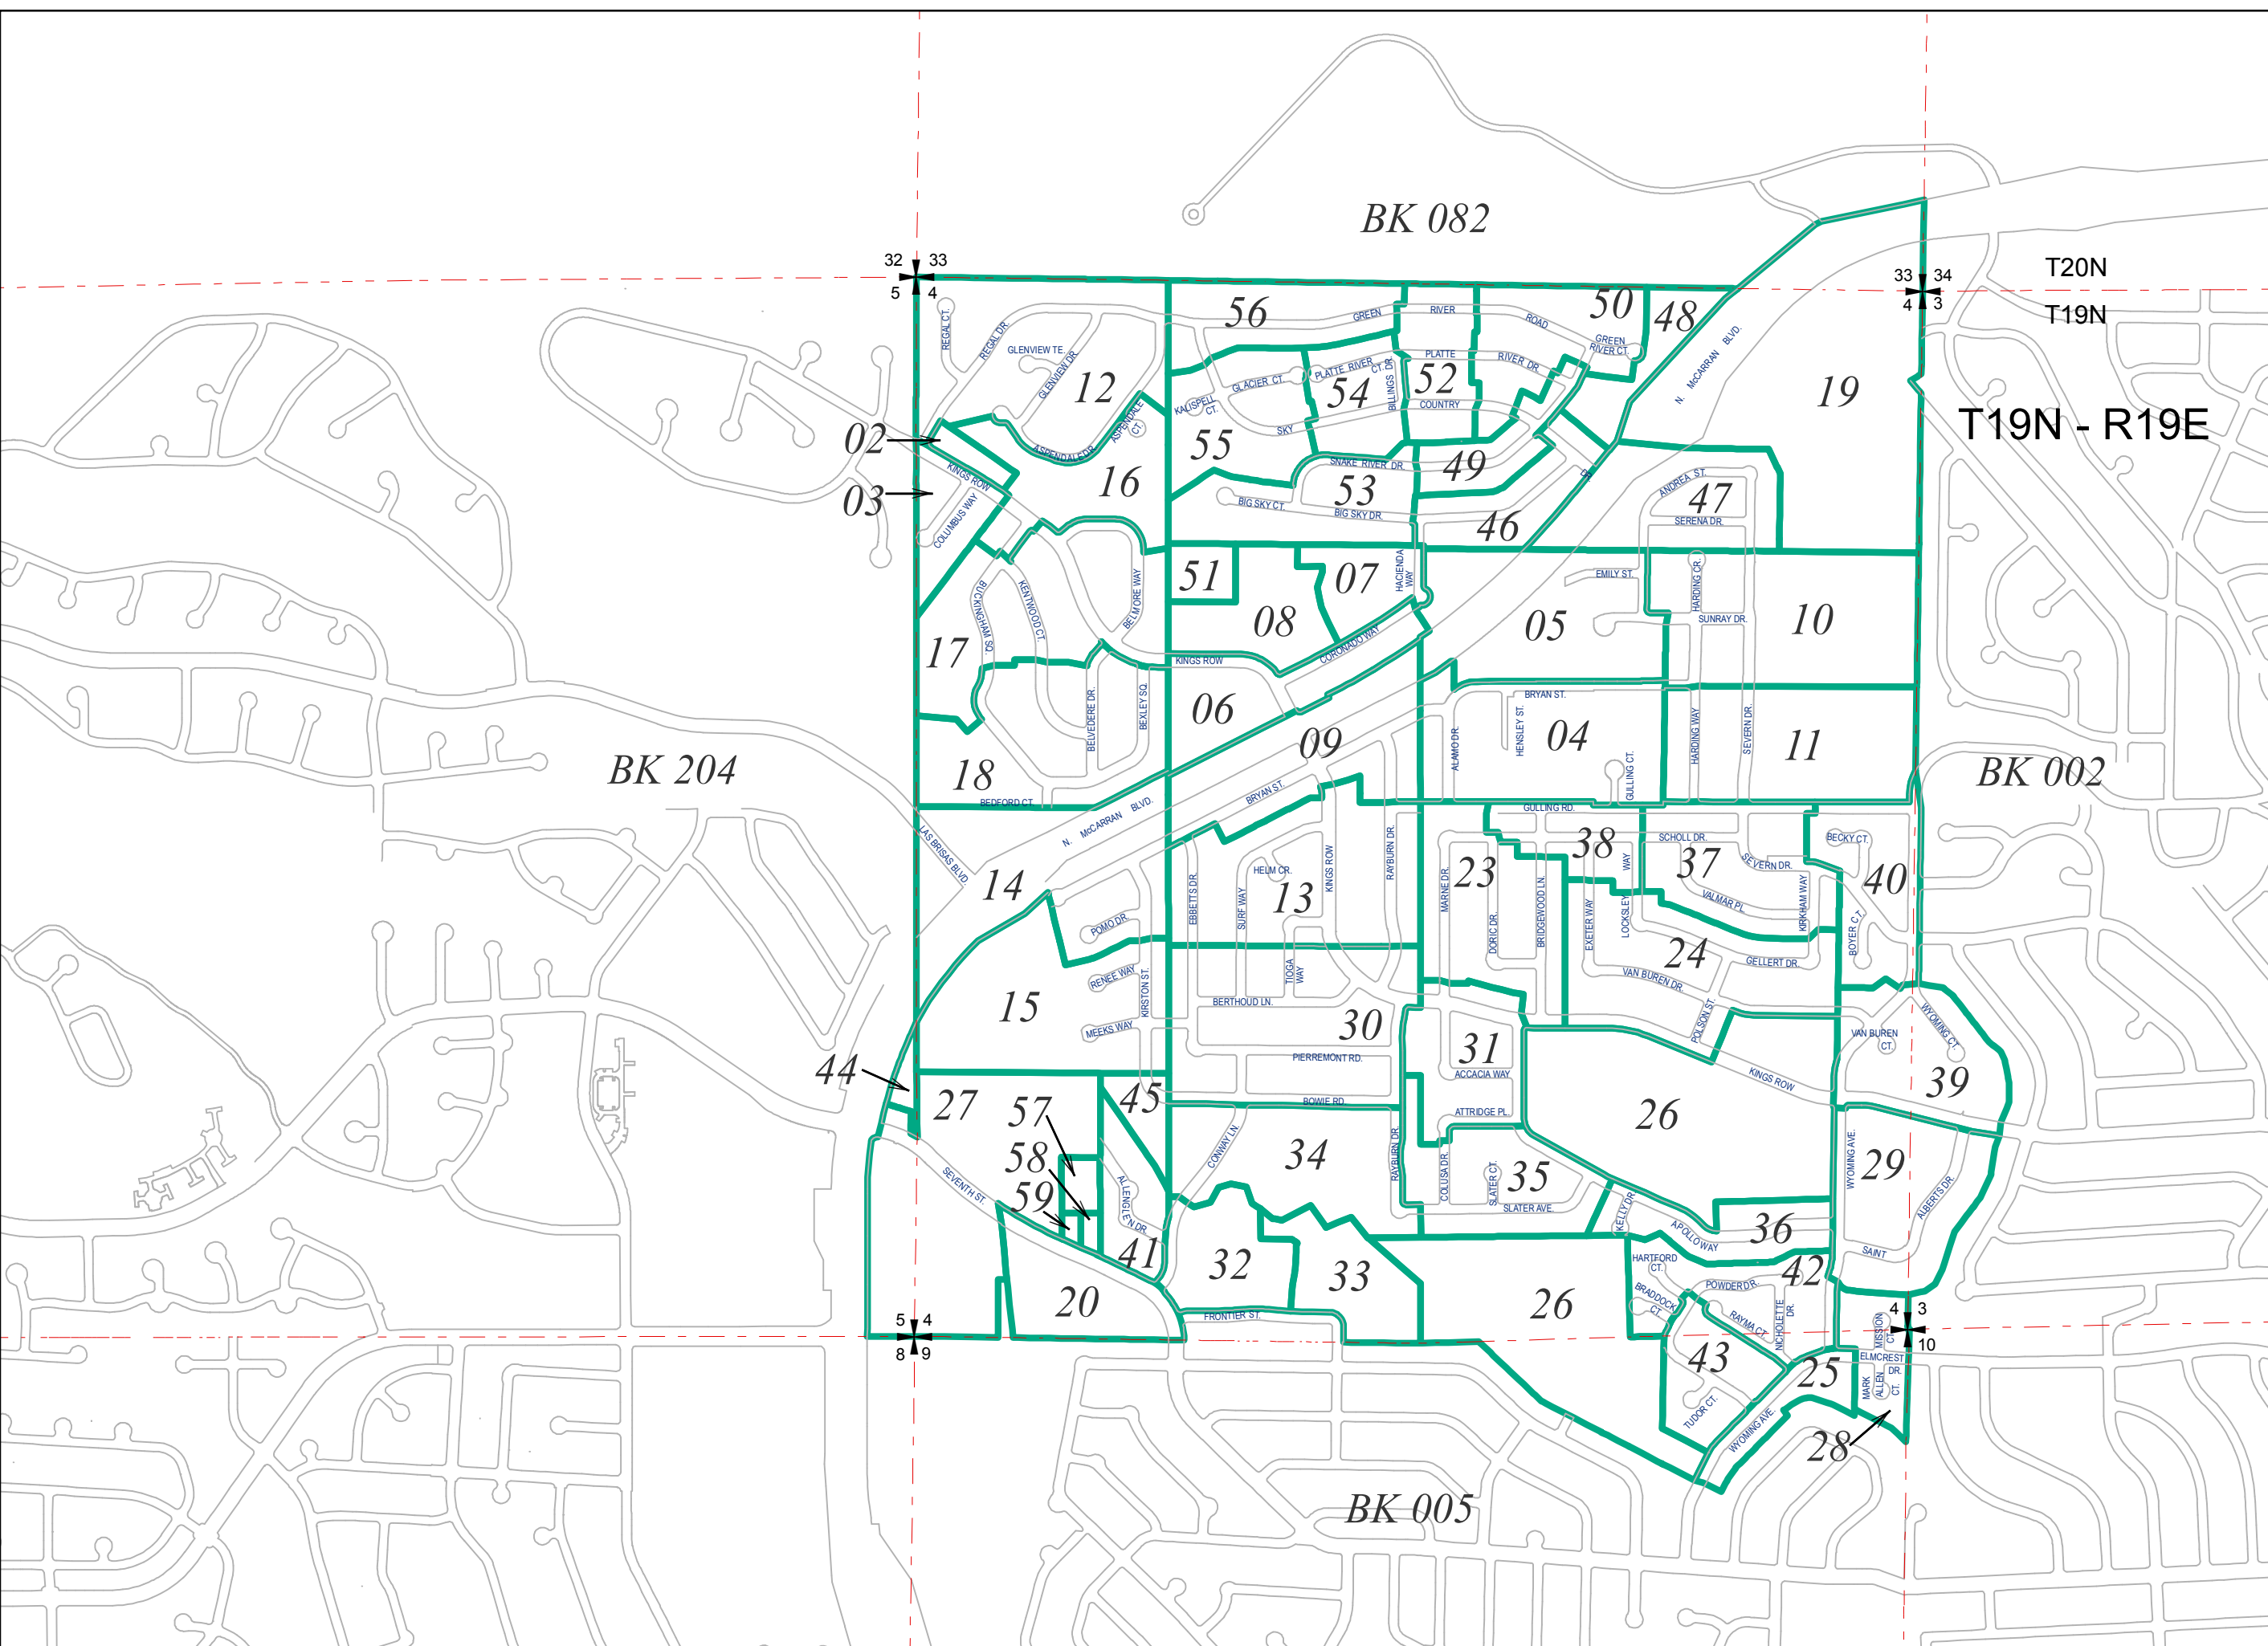 BK 082
32 33
5 4
33 34
4 3
T20N
T19N
T19N - R19E
56
50
48
GREEN
RIVER
ROAD
GREEN
RIVER CT.
REGAL CT.
REGAL DR.
GLENVIEW TE.
GLENVIEW DR.
12
N. McCARRAN BLVD.
19
PLATTE
RIVER DR.
PLATTE RIVER
CT.
GLACIER CT.
54
BILLINGS DR.
52
COUNTRY
KALISPELL
CT.
SKY
DR.
ASPENDALE
CT.
ASPENDALE DR.
02
55
KINGS ROW
16
SNAKE RIVER DR.
49
03
COLUMBUS WAY
53
BIG SKY CT.
BIG SKY DR.
46
ANDREA ST.
47
SERENA DR.
51
07
HACIENDA
WAY
EMILY ST.
HARDING CR.
BUCKINGHAM SQ.
KENTWOOD CT.
BELMORE WAY
08
05
SUNRAY DR.
10
17
CORONADO WAY
KINGS ROW
BELVEDERE DR.
BEXLEY SQ.
06
BRYAN ST.
HENSLEY ST.
HARDING WAY
SEVERN DR.
09
ALAMO DR.
04
11
BK 204
18
GULLING CT.
BK 002
BEDFORD CT.
BRYAN ST.
GULLING RD.
N. McCARRAN BLVD.
LAS BRISAS BLVD.
RAYBURN DR.
38
SCHOLL DR.
BECKY CT.
37
SEVERN DR.
HELM CR.
KINGS ROW
MARNE DR.
23
WAY
LOCKSLEY
40
14
EBBETTS DR.
SURF WAY
13
DORIC DR.
BRIDGEWOOD LN.
EXETER WAY
VALMAR PL.
KIRKHAM WAY
BOYER CT.
POMO DR.
24
GELLERT DR.
RENEE WAY
TIOGA
WAY
VAN BUREN DR.
15
KIRSTON ST.
BERTHOUD LN.
30
POLSON ST.
WYOMING CT.
MEEKS WAY
31
VAN BUREN
CT.
PIERREMONT RD.
44
ACCACIA WAY
KINGS ROW
39
27
57
45
BOWIE RD.
ATTRIDGE PL.
26
58
CONWAY LN.
34
RAYBURN DR.
WYOMING AVE.
29
59
SEVENTH ST.
ALLENGLEN DR.
COLUSA DR.
SLATER CT.
35
ALBERTS DR.
SLATER AVE.
KELLY DR.
APOLLO WAY
36
SAINT
41
32
33
HARTFORD
CT.
42
20
26
POWDER DR.
BRADDOCK
CT.
FRONTIER ST.
RAYMA CT.
NICHOLETTE
DR.
MISSION
CT.
5 4
8 9
4 3
10
43
ELMCREST
DR.
25
MARK
ALLEN
CT.
TUDOR CT.
WYOMING AVE.
28
BK 005